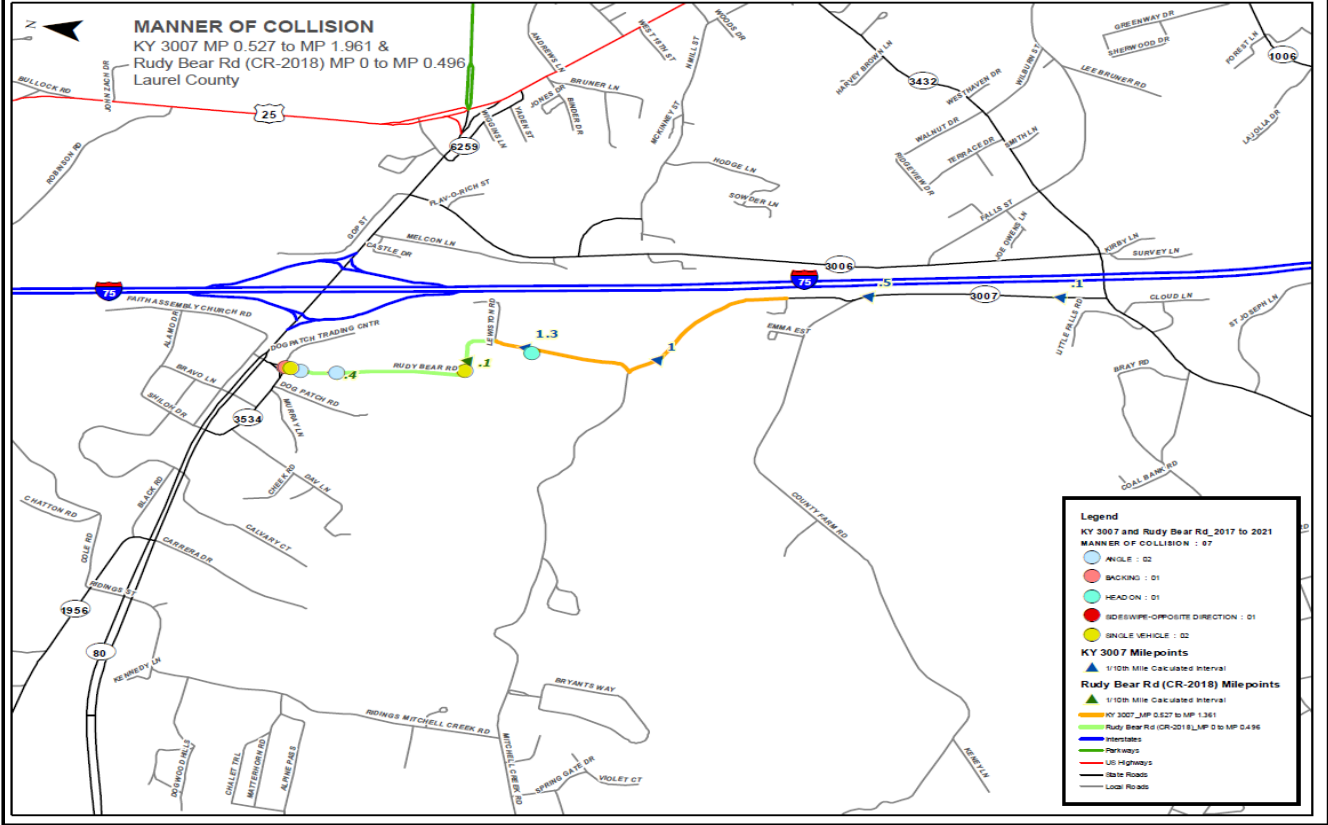 N
MANNER OF COLLISION
KY 3007 MP 0.527 to MP 1.961 &
Rudy Bear Rd (CR-2018) MP 0 to MP 0.496
Laurel County
BULLOCK RD
JOHN ZACH DR
ROBINSON RD
25
6259
ANDREWS LN
WEST 18TH ST
WOODS DR
N MILL ST
BRUNER LN
JONES DR
BINDER DR
YADEN ST
WIGGINS LN
MCKINNEY ST
HARVEY BROWN LN
3432
WESTHAVEN DR
WILBURN ST
GREENWAY DR
SHERWOOD DR
LEE BRUNER RD
FOREST LN
1006
LAJOLLA DR
WALNUT DR
TERRACE DR
SMITH LN
RIDGEVIEW DR
HODGE LN
SOWDER LN
FLAV-O-RICH ST
GOP ST
MELCON LN
CASTLE DR
FALLS ST
JOE OWENS LN
KIRBY LN
SURVEY LN
3006
75
75
.5
3007
.1
CLOUD LN
ST JOSEPH LN
LITTLE FALLS RD
FAITH ASSEMBLY CHURCH RD
ALAMO DR
DOG PATCH TRADING CNTR
LEWISTON RD
1.3
1
EMMA EST
BRAVO LN
RUDY BEAR RD
.1
.4
DOG PATCH RD
SHILOH DR
3534
MURRAY LN
BRAY RD
CHEEK RD
DAV LN
BLACK RD
CHATTON RD
COLE RD
CALVARY CT
CARRERA DR
COAL BANK RD
COUNTY FARM RD
RIDINGS ST
1956
80
KENNEDY LN
BRYANTS WAY
RIDINGS MITCHELL CREEK RD
MITCHELL CREEK RD
DOGWOOD HILLS
CHALET TRL
MATTERHORN RD
ALPINE PASS
SPRING GATE DR
VIOLET CT
KENEY LN
RD
Legend
KY 3007 and Rudy Bear Rd_2017 to 2021
MANNER OF COLLISION : 07
ANGLE : 02
BACKING : 01
HEAD ON : 01
SIDESWIPE-OPPOSITE DIRECTION : 01
SINGLE VEHICLE : 02
KY 3007 Milepoints
1/10th Mile Calculated Interval
Rudy Bear Rd (CR-2018) Milepoints
1/10th Mile Calculated Interval
KY 3007_MP 0.527 to MP 1.361
Rudy Bear Rd (CR-2018)_MP 0 to MP 0.496
Interstates
Parkways
US Highways
State Roads
Local Roads